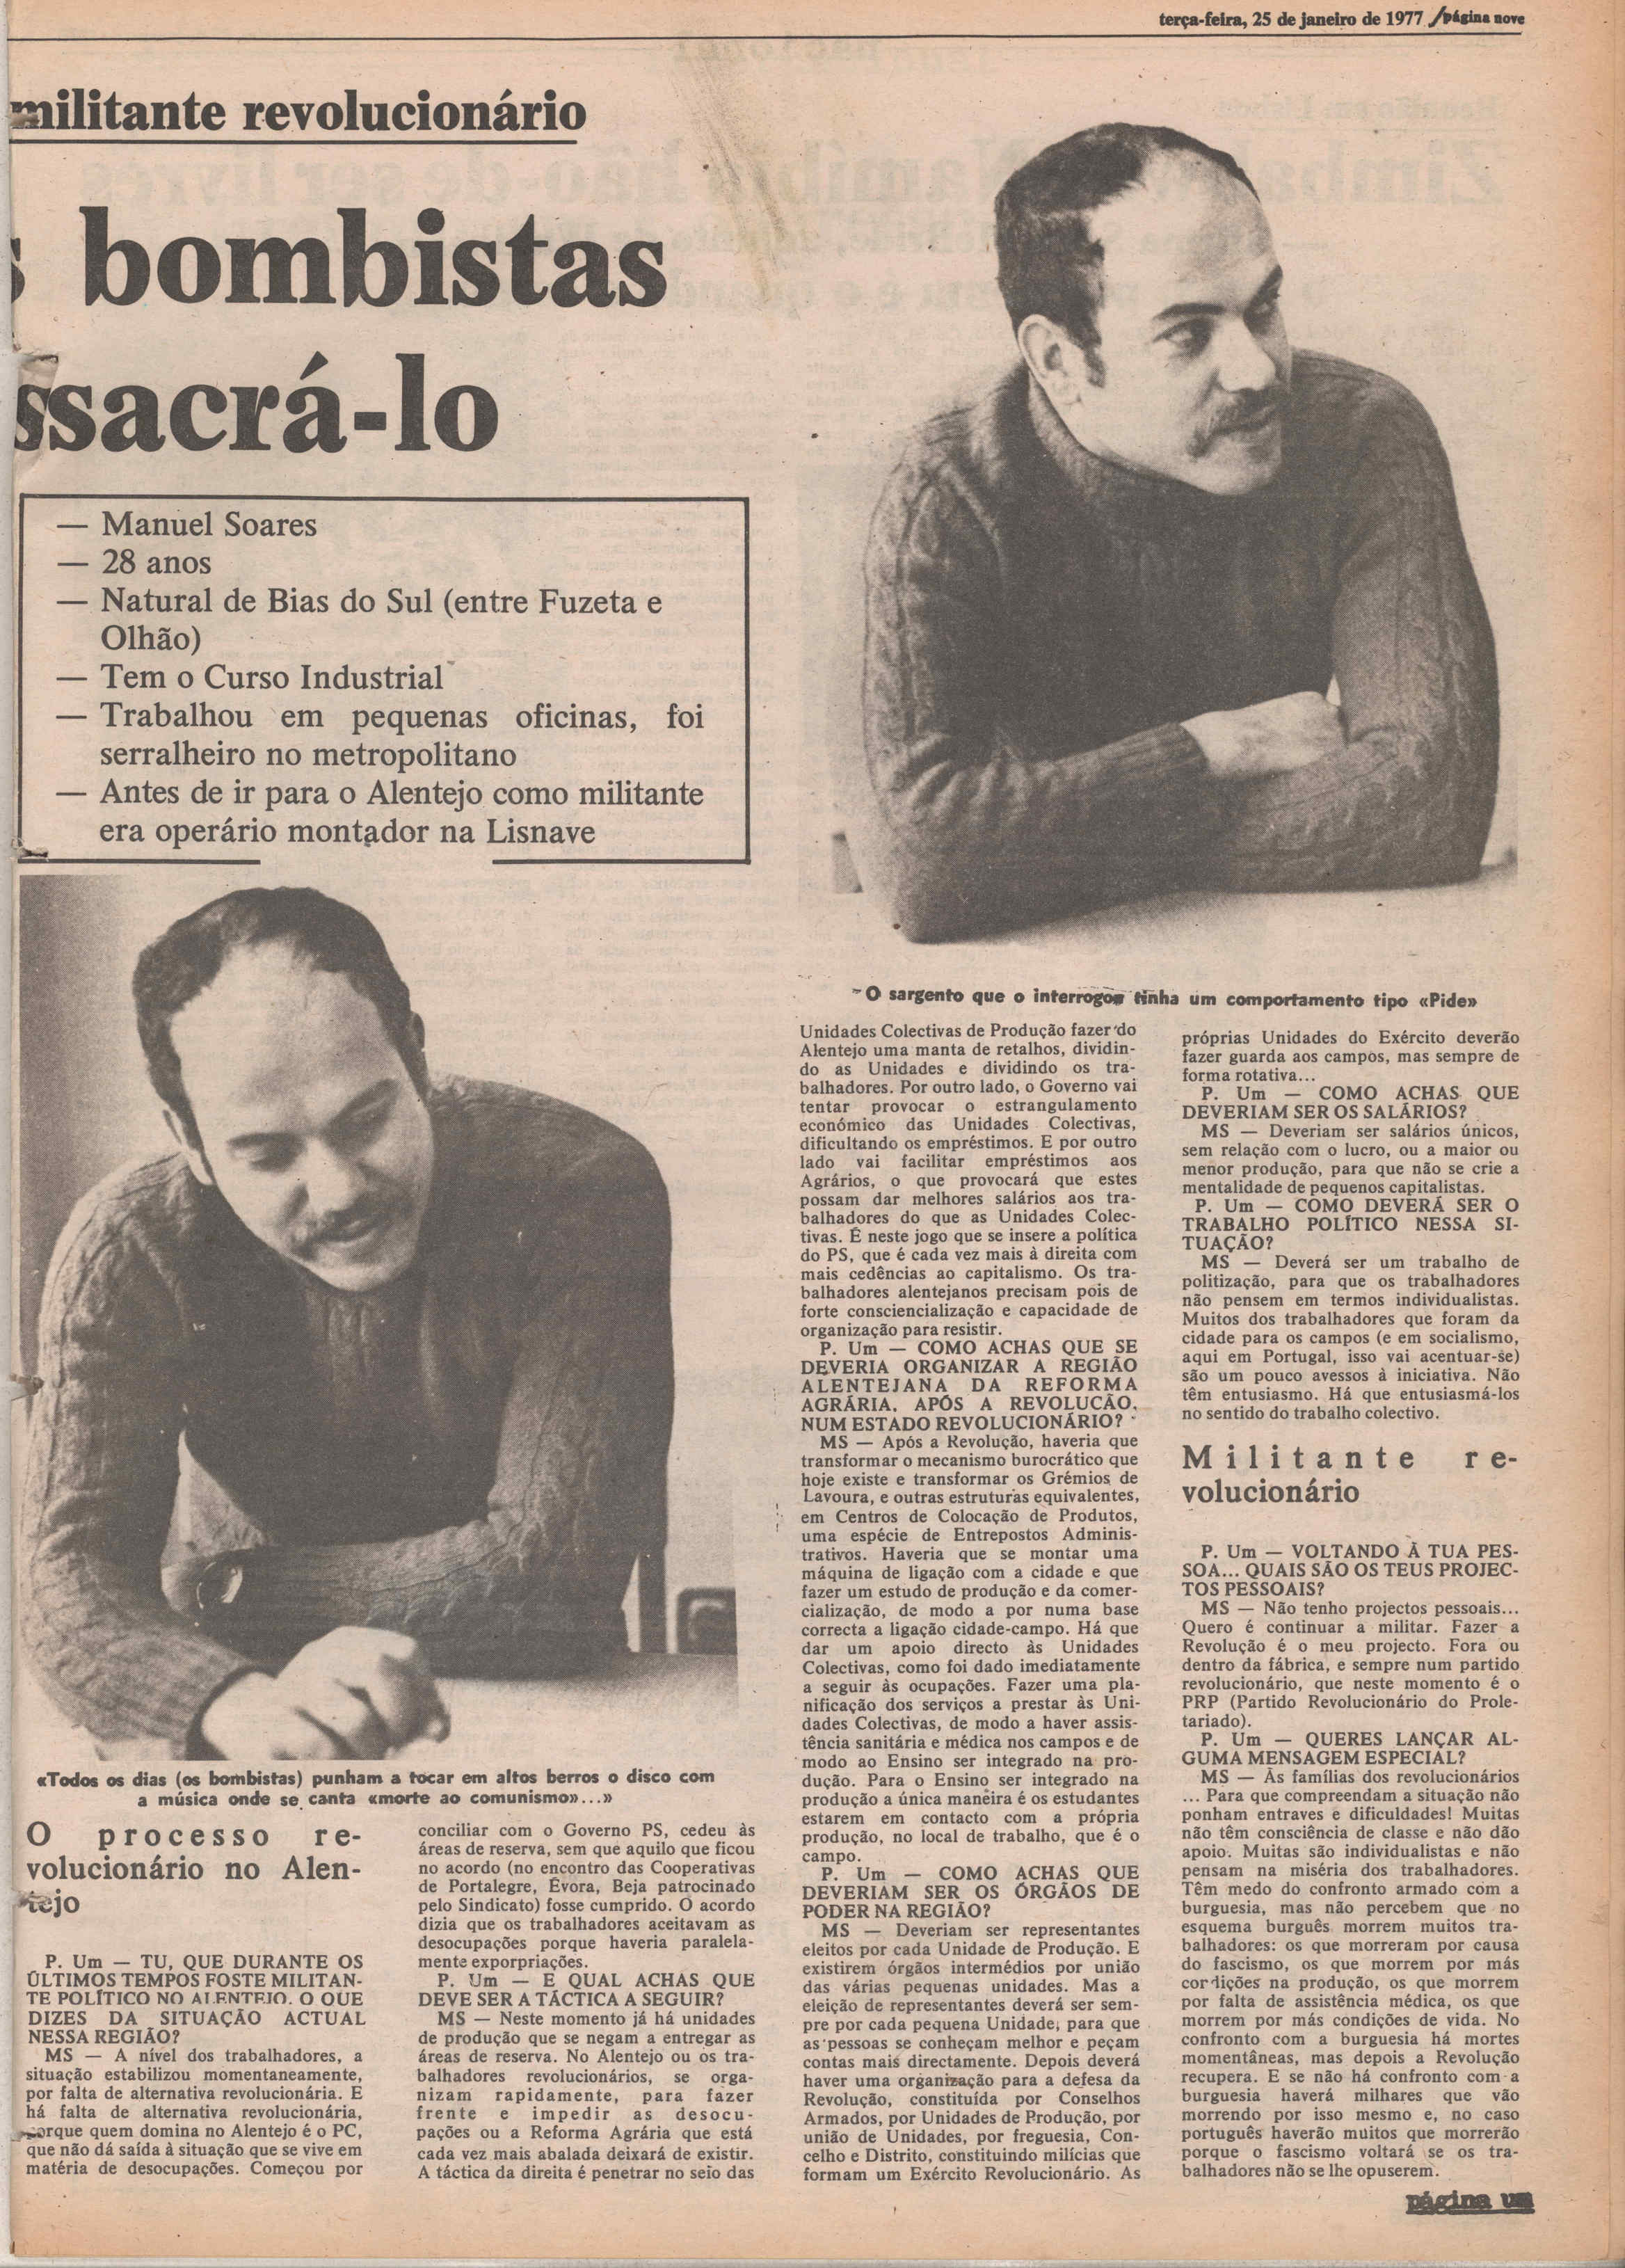 terça-feira, 25 de janeiro de 1977 /página nove
militante revolucionário
s bombistas
ssacrá-lo
— Manuel Soares
— 28 anos
— Natural de Bias do Sul (entre Fuzeta e
Olhão)
— Tem o Curso Industrial
— Trabalhou em pequenas oficinas, foi
serralheiro no metropolitano
— Antes de ir para o Alentejo como militante
era operário montador na Lisnave
«Todos os dias (os bombistas) punham a tocar em altos berros o disco com
a música onde se canta «morte ao comunismo»...»
O processo re-
volucionário no Alen-
tejo
P. Um — TU, QUE DURANTE OS
ÚLTIMOS TEMPOS FOSTE MILITAN-
TE POLÍTICO NO ALENTEJO, O QUE
DIZES DA SITUAÇÃO ACTUAL
NESSA REGIÃO?
MS — A nível dos trabalhadores, a
situação estabilizou momentaneamente,
por falta de alternativa revolucionária. E
há falta de alternativa revolucionária,
porque quem domina no Alentejo é o PC,
que não dá saída à situação que se vive em
matéria de desocupações. Começou por
conciliar com o Governo PS, cedeu às
áreas de reserva, sem que aquilo que ficou
no acordo (no encontro das Cooperativas
de Portalegre, Évora, Beja patrocinado
pelo Sindicato) fosse cumprido. O acordo
dizia que os trabalhadores aceitavam as
desocupações porque haveria paralela-
mente exporpriações.
P. Um — E QUAL ACHAS QUE
DEVE SER A TÁCTICA A SEGUIR?
MS — Neste momento já há unidades
de produção que se negam a entregar as
áreas de reserva. No Alentejo ou os tra-
balhadores revolucionários, se orga-
nizam rapidamente, para fazer
frente e impedir as desocu-
pações ou a Reforma Agrária que está
cada vez mais abalada deixará de existir.
A táctica da direita é penetrar no seio das
"O sargento que o interrogou tinha um comportamento tipo «Pide»
Unidades Colectivas de Produção fazer do
Alentejo uma manta de retalhos, dividin-
do as Unidades e dividindo os tra-
balhadores. Por outro lado, o Governo vai
tentar provocar o estrangulamento
económico das Unidades Colectivas,
dificultando os empréstimos. E por outro
lado vai facilitar empréstimos aos
Agrários, o que provocará que estes
possam dar melhores salários aos tra-
balhadores do que as Unidades Colec-
tivas. É neste jogo que se insere a política
do PS, que é cada vez mais à direita com
mais cedências ao capitalismo. Os tra-
balhadores alentejanos precisam pois de
forte consciencialização e capacidade de
organização para resistir.
P. Um — COMO ACHAS QUE SE
DEVERIA ORGANIZAR A REGIÃO
ALENTEJANA DA REFORMA
AGRÁRIA, APÓS A REVOLUCÃO,
NUM ESTADO REVOLUCIONÁRIO?
MS — Após a Revolução, haveria que
transformar o mecanismo burocrático que
hoje existe e transformar os Grémios de
Lavoura, e outras estruturas equivalentes,
em Centros de Colocação de Produtos,
uma espécie de Entrepostos Adminis-
trativos. Haveria que se montar uma
máquina de ligação com a cidade e que
fazer um estudo de produção e da comer-
cialização, de modo a por numa base
correcta a ligação cidade-campo. Há que
dar um apoio directo às Unidades
Colectivas, como foi dado imediatamente
a seguir às ocupações. Fazer uma pla-
nificação dos serviços a prestar às Uni-
dades Colectivas, de modo a haver assis-
tência sanitária e médica nos campos e de
modo ao Ensino ser integrado na pro-
dução. Para o Ensino ser integrado na
produção a única maneira é os estudantes
estarem em contacto com a própria
produção, no local de trabalho, que é o
campo.
P. Um — COMO ACHAS QUE
DEVERIAM SER OS ÓRGÃOS DE
PODER NA REGIÃO?
MS — Deveriam ser representantes
eleitos por cada Unidade de Produção. E
existirem órgãos intermédios por união
das várias pequenas unidades. Mas a
eleição de representantes deverá ser sem-
pre por cada pequena Unidade, para que
as pessoas se conheçam melhor e peçam
contas mais directamente. Depois deverá
haver uma organização para a defesa da
Revolução, constituída por Conselhos
Armados, por Unidades de Produção, por
união de Unidades, por freguesia, Con-
celho e Distrito, constituindo milícias que
formam um Exército Revolucionário. As
próprias Unidades do Exército deverão
fazer guarda aos campos, mas sempre de
forma rotativa...
P. Um — COMO ACHAS QUE
DEVERIAM SER OS SALÁRIOS?
MS — Deveriam ser salários únicos,
sem relação com o lucro, ou a maior ou
menor produção, para que não se crie a
mentalidade de pequenos capitalistas.
P. Um — COMO DEVERÁ SER O
TRABALHO POLÍTICO NESSA SI-
TUAÇÃO?
MS — Deverá ser um trabalho de
politização, para que os trabalhadores
não pensem em termos individualistas.
Muitos dos trabalhadores que foram da
cidade para os campos (e em socialismo,
aqui em Portugal, isso vai acentuar-se)
são um pouco avessos à iniciativa. Não
têm entusiasmo. Há que entusiasmá-los
no sentido do trabalho colectivo.
Militante re-
volucionário
P. Um — VOLTANDO À TUA PES-
SOA... QUAIS SÃO OS TEUS PROJEC-
TOS PESSOAIS?
MS — Não tenho projectos pessoais...
Quero é continuar a militar. Fazer a
Revolução é o meu projecto. Fora ou
dentro da fábrica, e sempre num partido
revolucionário, que neste momento é o
PRP (Partido Revolucionário do Prole-
tariado).
P. Um — QUERES LANÇAR AL-
GUMA MENSAGEM ESPECIAL?
MS — Às famílias dos revolucionários
... Para que compreendam a situação não
ponham entraves e dificuldades! Muitas
não têm consciência de classe e não dão
apoio. Muitas são individualistas e não
pensam na miséria dos trabalhadores.
Têm medo do confronto armado com a
burguesia, mas não percebem que no
esquema burguês morrem muitos tra-
balhadores: os que morreram por causa
do fascismo, os que morrem por más
condições na produção, os que morrem
por falta de assistência médica, os que
morrem por más condições de vida. No
confronto com a burguesia há mortes
momentâneas, mas depois a Revolução
recupera. E se não há confronto com a
burguesia haverá milhares que vão
morrendo por isso mesmo e, no caso
português haverão muitos que morrerão
porque o fascismo voltará se os tra-
balhadores não se lhe opuserem.
página um